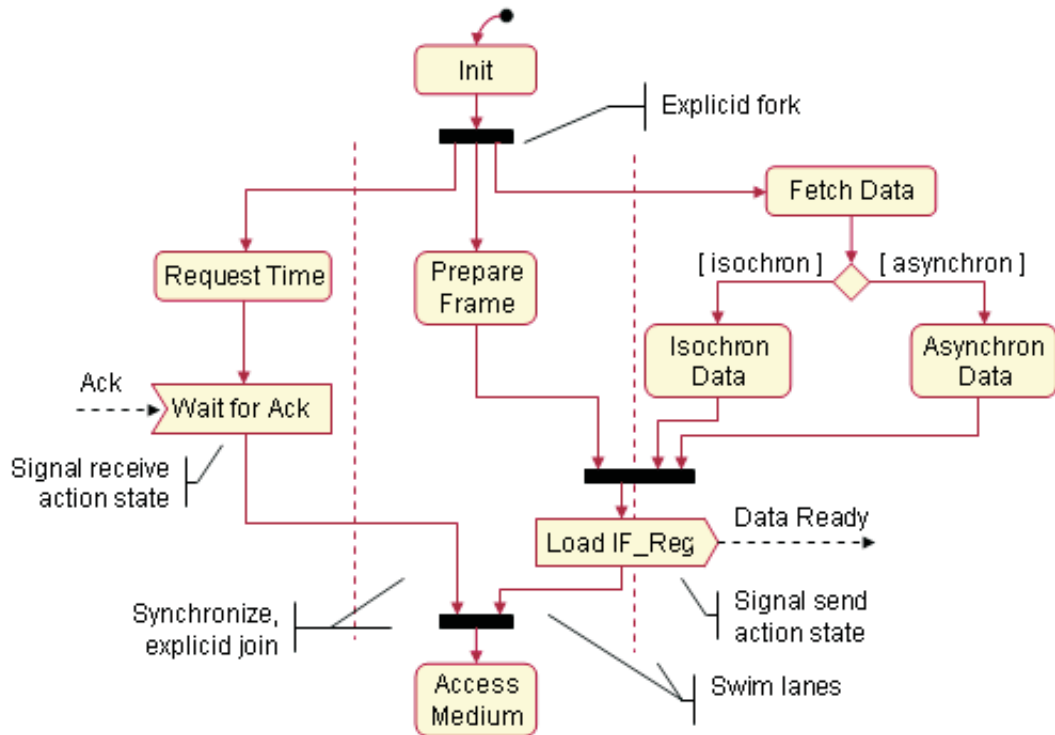 Init
Explicid fork
Fetch Data
[ isochron ]
[ asynchron ]
Request Time
Prepare
Frame
Isochron
Data
Asynchron
Data
Ack
Wait for Ack
Signal receive
action state
Data Ready
Load IF_Reg
Synchronize,
explicid join
Signal send
action state
Access
Medium
Swim lanes